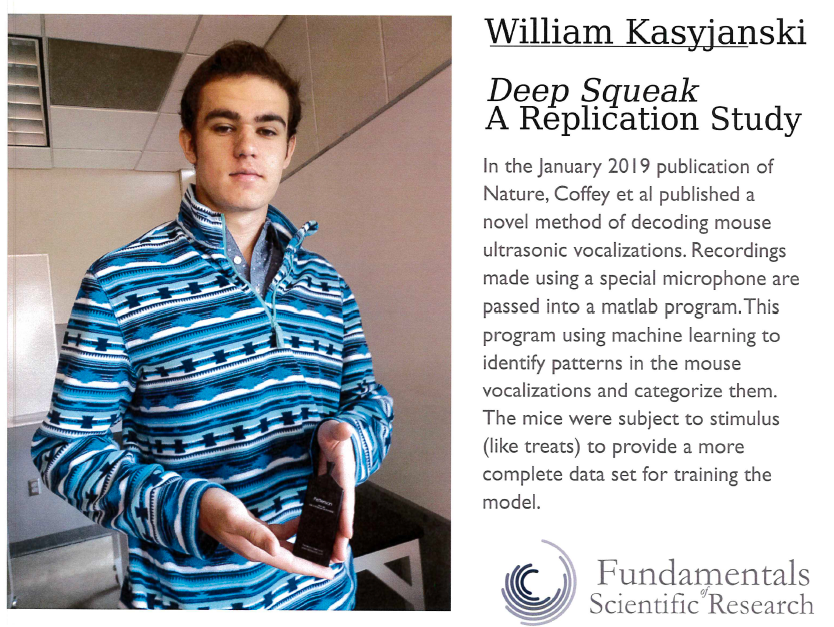 William Kasyjanski
Deep Squeak
A Replication Study
In the January 2019 publication of
Nature, Coffey et al published a
novel method of decoding mouse
ultrasonic vocalizations. Recordings
made using a special microphone are
passed into a matlab program. This
program using machine learning to
identify patterns in the mouse
vocalizations and categorize them.
The mice were subject to stimulus
(like treats) to provide a more
complete data set for training the
model.
Fundamentals
of
Scientific Research